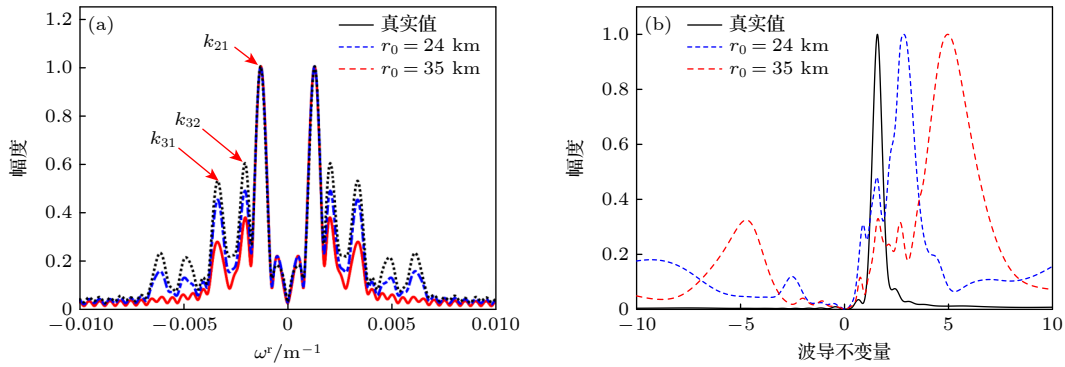 (a)
真实值
r₀ = 24 km
r₀ = 35 km
k₂₁
k₃₂
k₃₁
1.2
1.0
0.8
0.6
0.4
0.2
0
幅度
−0.010
−0.005
0
0.005
0.010
ωʳ/m⁻¹
(b)
真实值
r₀ = 24 km
r₀ = 35 km
1.0
0.8
0.6
0.4
0.2
0
幅度
−10
−5
0
5
10
波导不变量